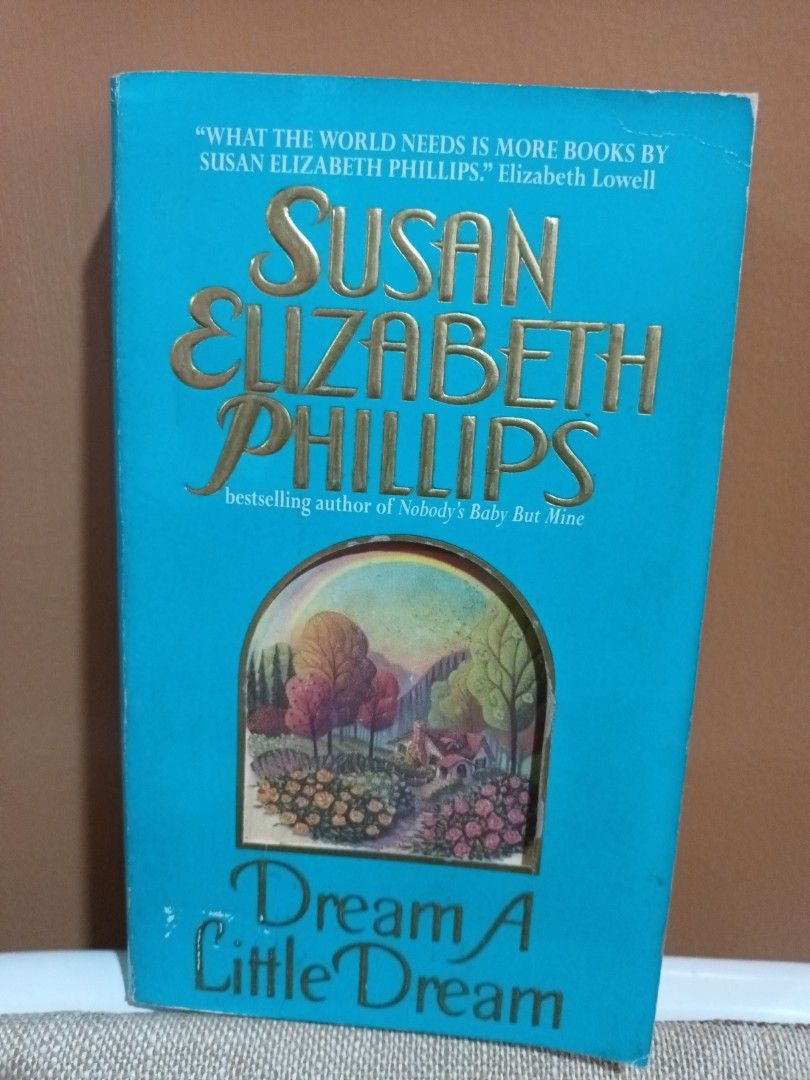 “WHAT THE WORLD NEEDS IS MORE BOOKS BY
SUSAN ELIZABETH PHILLIPS.” Elizabeth Lowell
SUSAN
ELIZABETH
PHILLIPS
bestselling author of Nobody's Baby But Mine
Dream A
Little Dream